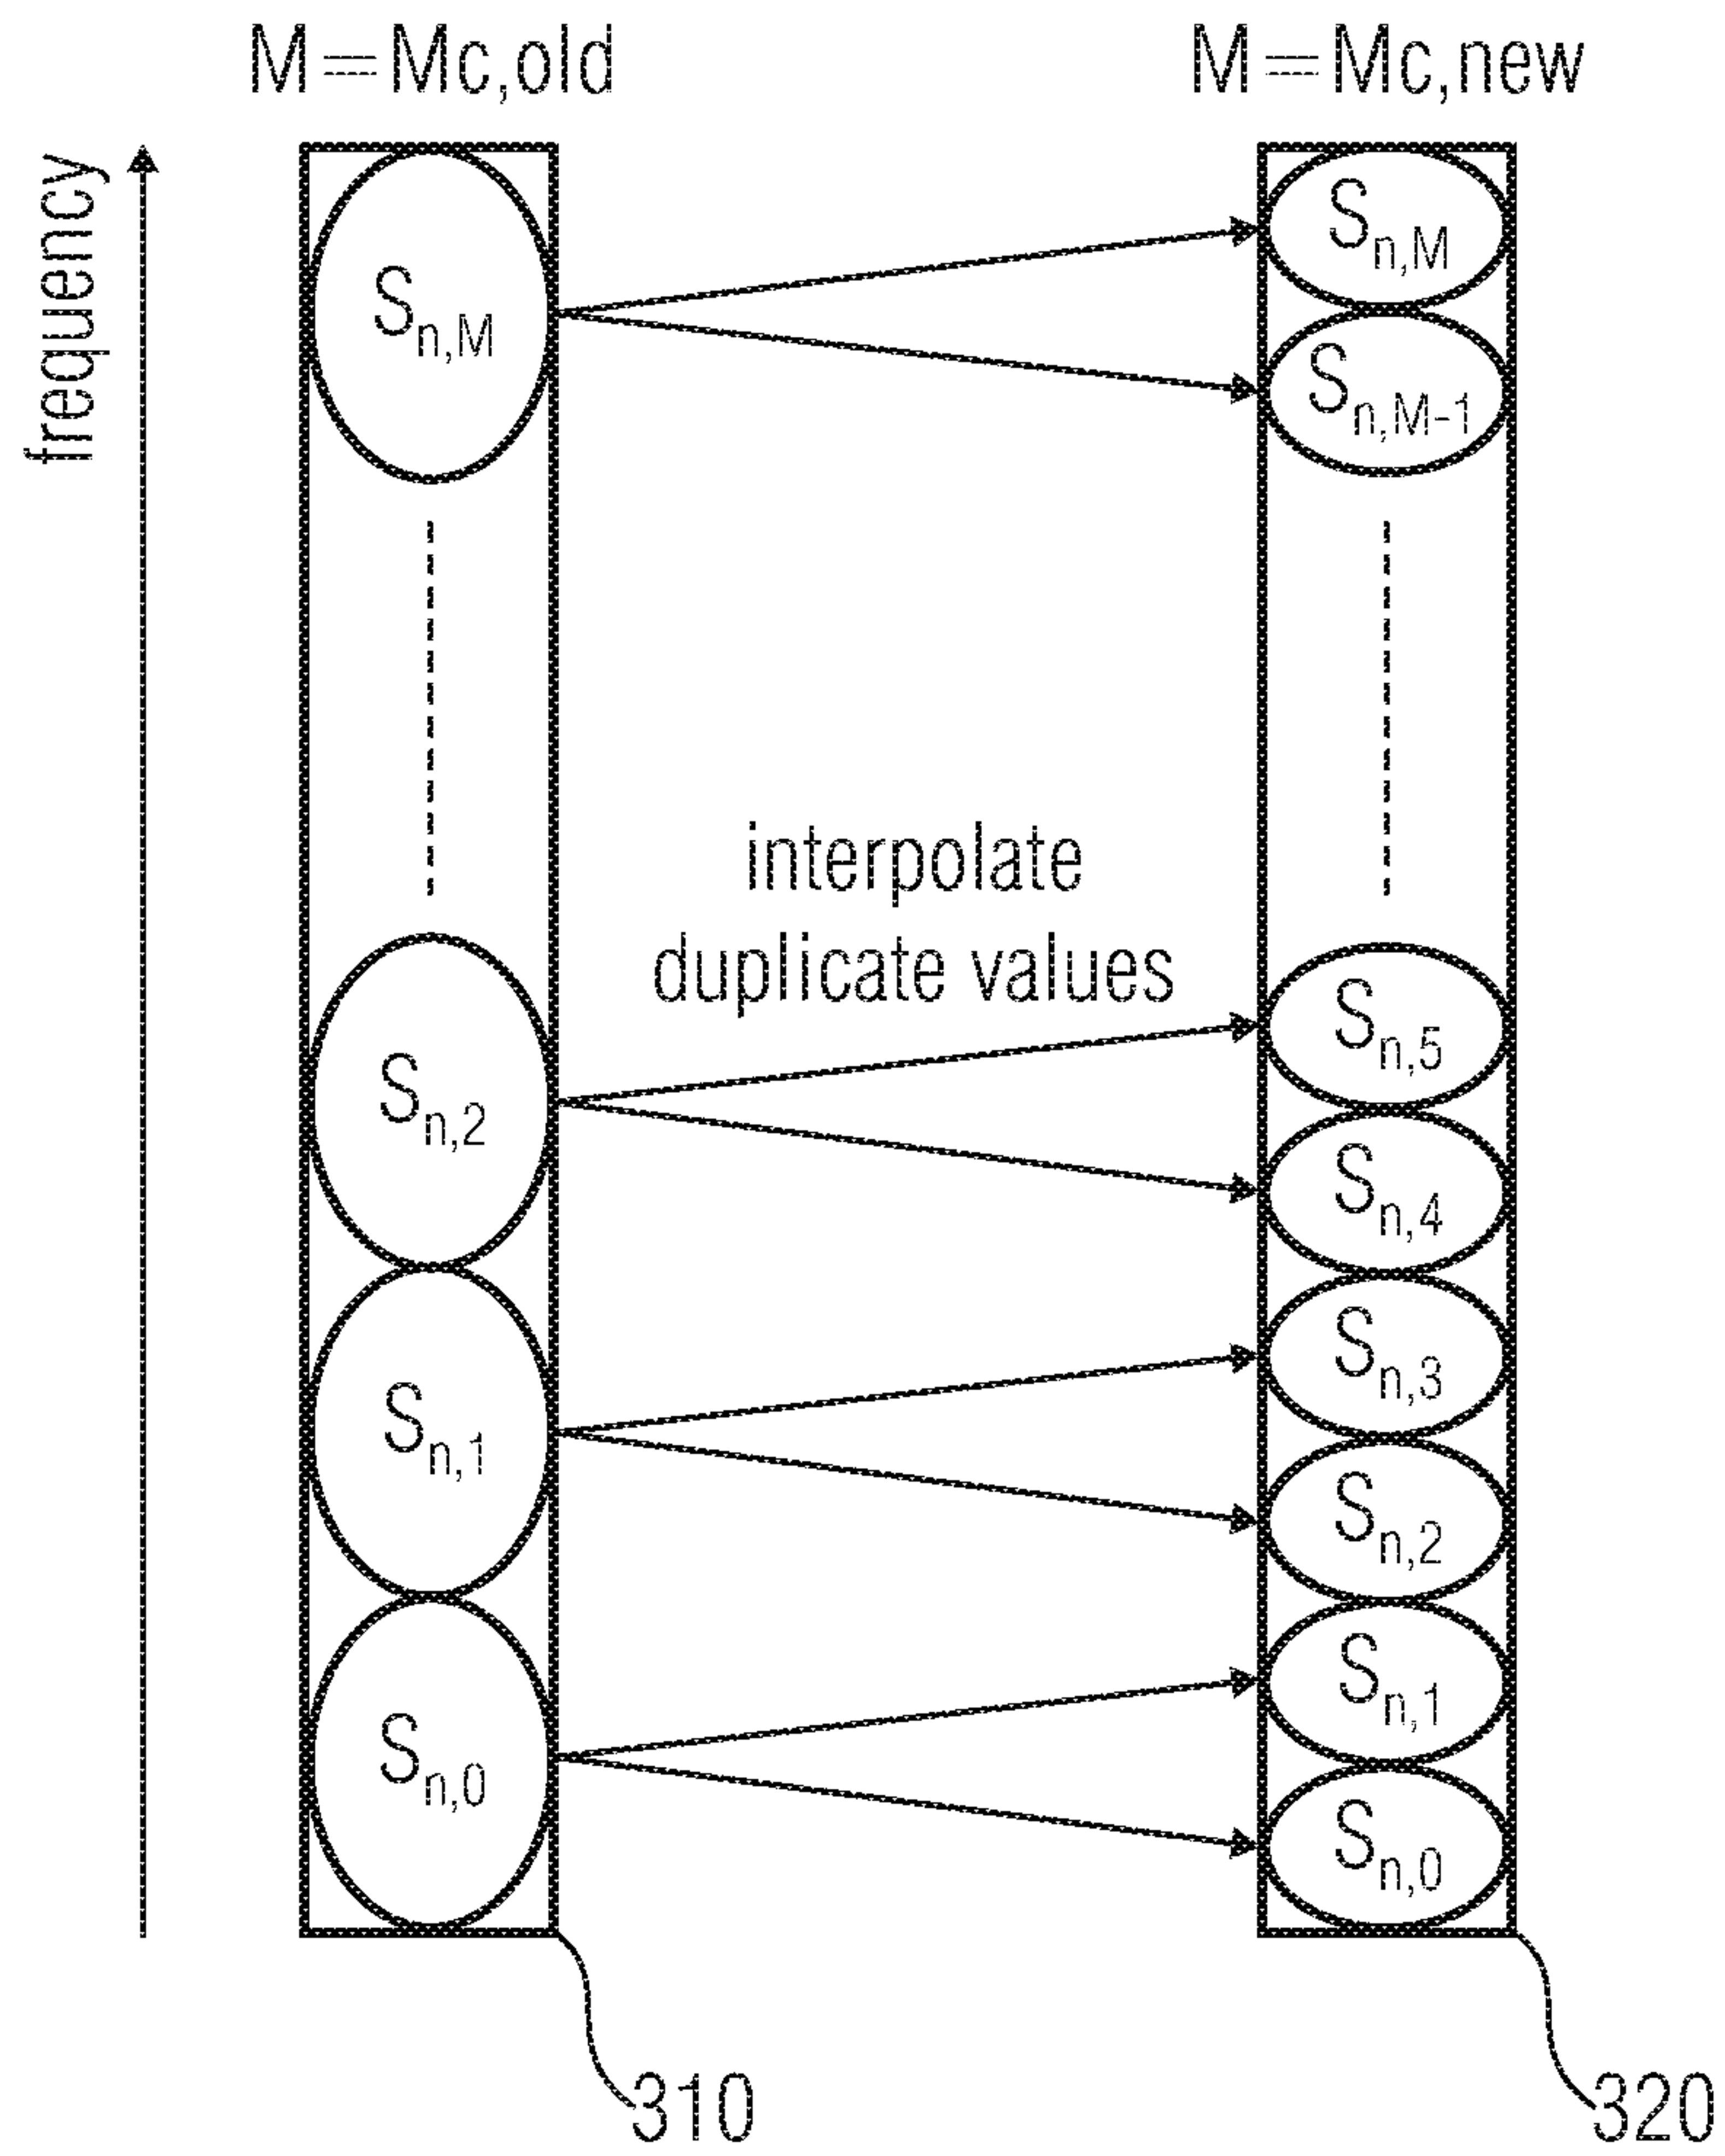 M=Mc,old
M=Mc,new
frequency
Sn,M
Sn,M
Sn,M-1
interpolate
duplicate values
Sn,2
Sn,5
Sn,4
Sn,1
Sn,3
Sn,2
Sn,0
Sn,1
Sn,0
310
320